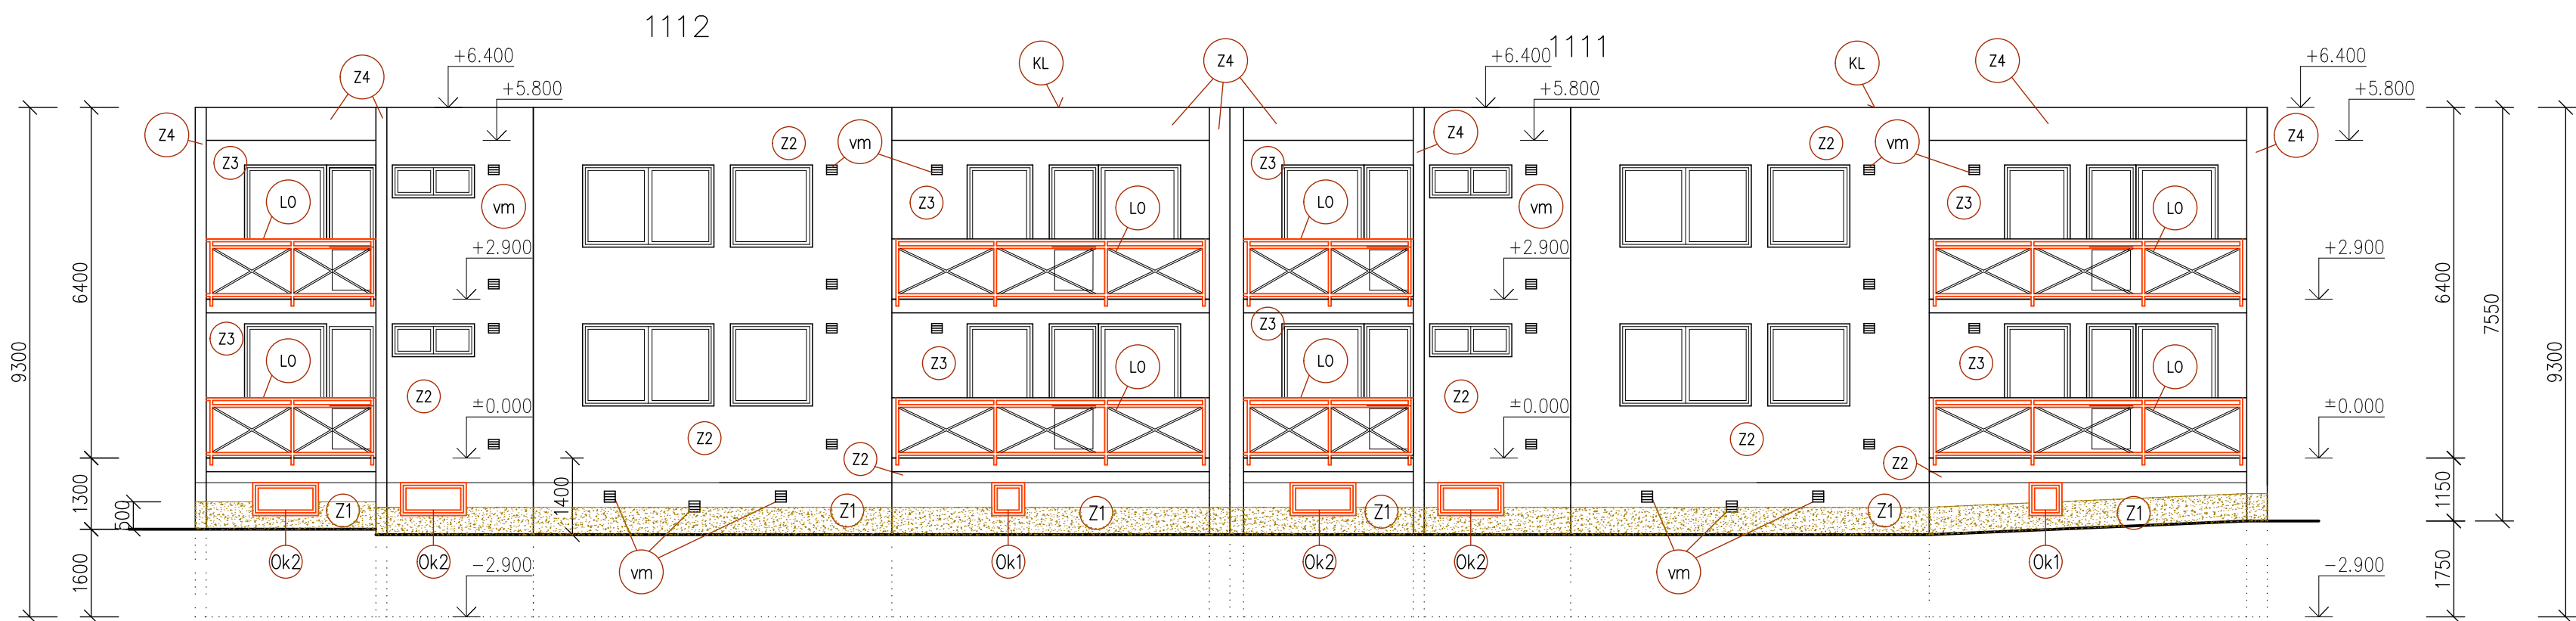 1112
1111
+6.400 +6.400 +6.400
Z4 KL Z4 KL Z4
+5.800 +5.800 +5.800
Z4 Z2 vm Z4 Z2 vm Z4
Z3 Z3
LO vm Z3 LO LO vm Z3 LO
+2.900 +2.900 +2.900
6400 6400
7550
9300 9300
Z3 Z3
LO Z3 LO LO Z3 LO
Z2 Z2
±0.000 ±0.000 ±0.000
Z2 Z2
Z2 Z2
1300 1400 1150
500
Z1 Z1 Z1 Z1 Z1 Z1
Ok2 Ok2 vm Ok1 Ok2 Ok2 vm Ok1
1600 1750
-2.900 -2.900